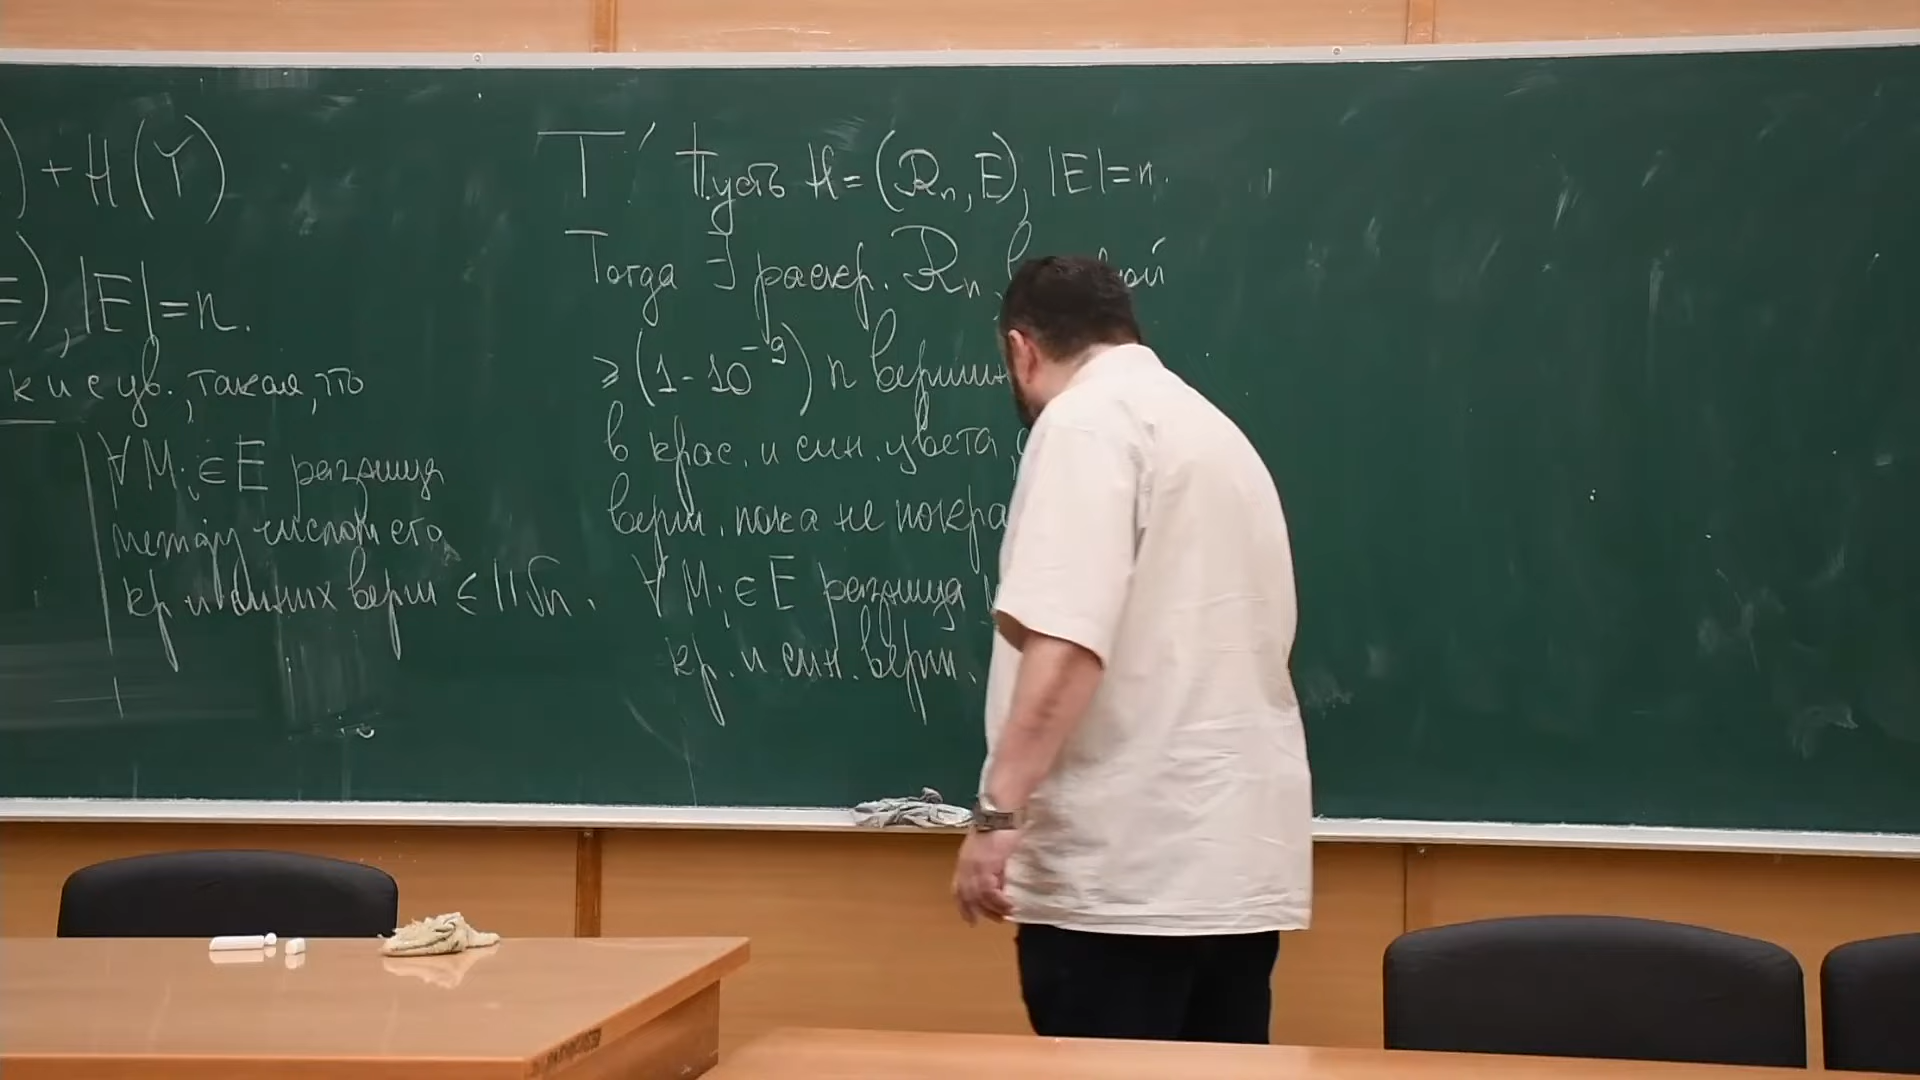 ) + H(Y)
E), |E|=n.
к и с цв., такая, что
∀ M_i ∈ E разница
между числом его
кр и синих верш ≤ 11√n.
T' Пусть H=(R_n, E), |E|=n.
Тогда ∃ раскр. R_n,
≥ (1-10^{-9}) n вершин
в крас. и син. цвета,
верш. пока не покра
∀ M_i ∈ E разница
кр. и син. верш.